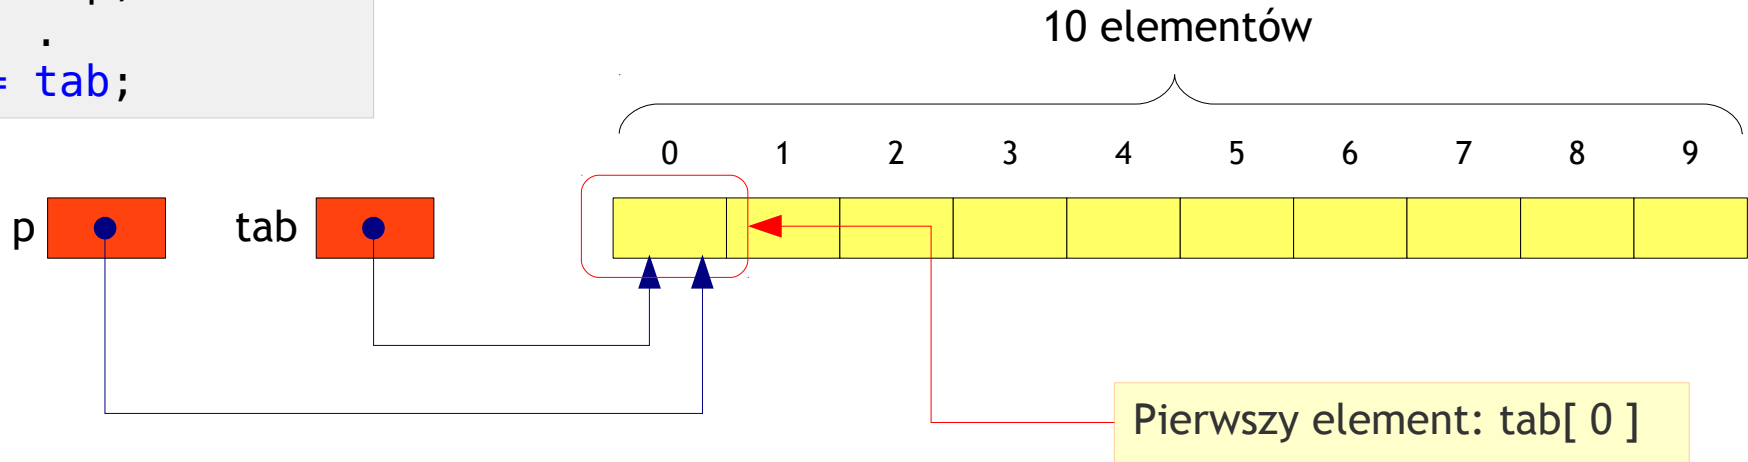 .
= tab;
10 elementów
0 1 2 3 4 5 6 7 8 9
p tab
Pierwszy element: tab[ 0 ]